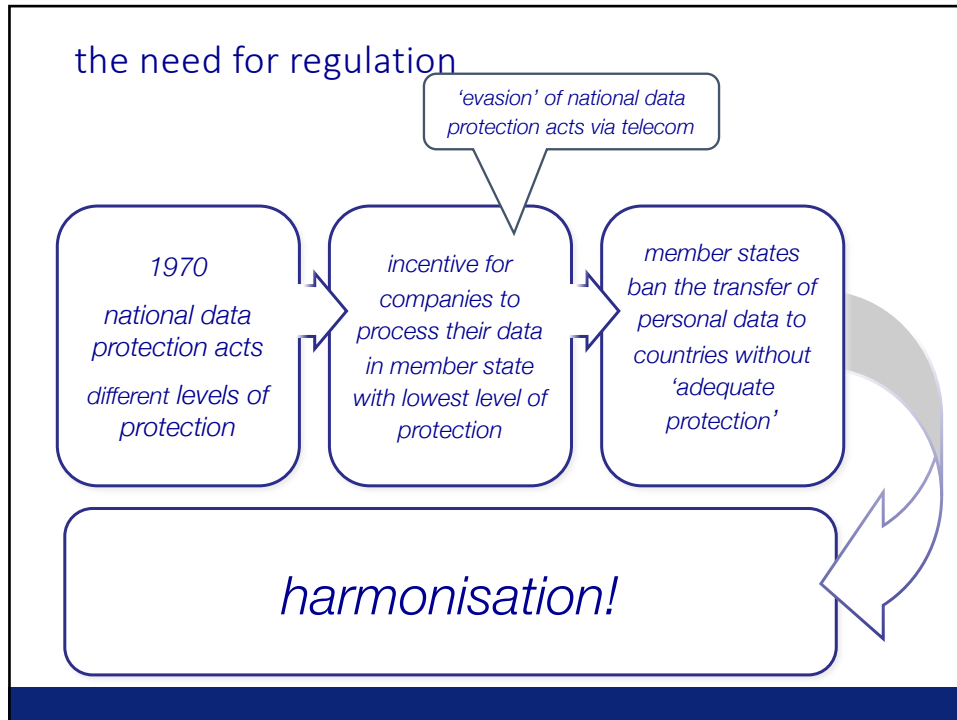 the need for regulation
‘evasion’ of national data
protection acts via telecom
1970
national data
protection acts
different levels of
protection
incentive for
companies to
process their data
in member state
with lowest level of
protection
member states
ban the transfer of
personal data to
countries without
‘adequate
protection’
harmonisation!